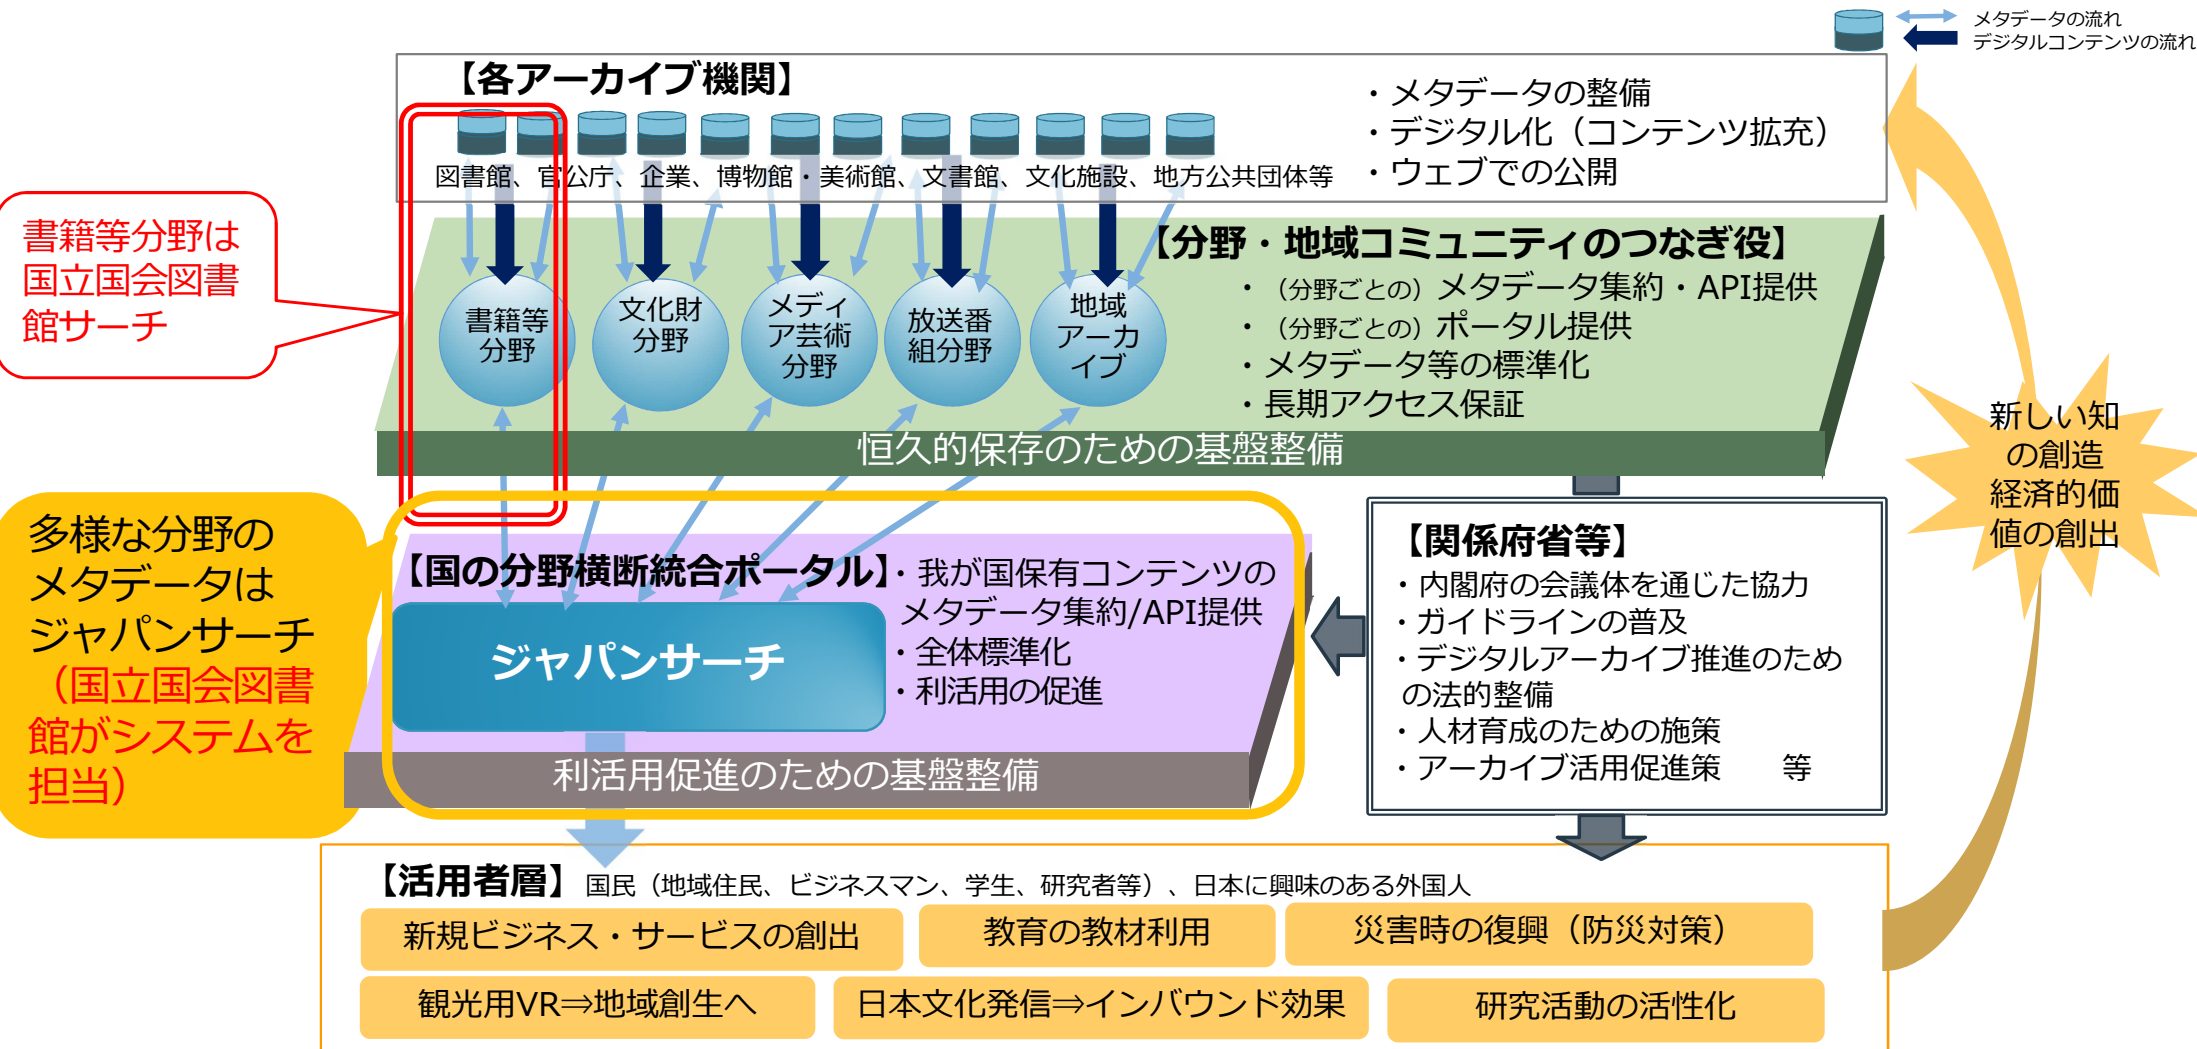 メタデータの流れ
デジタルコンテンツの流れ
【各アーカイブ機関】
・メタデータの整備
・デジタル化（コンテンツ拡充）
・ウェブでの公開
図書館、官公庁、企業、博物館・美術館、文書館、文化施設、地方公共団体等
書籍等分野は
国立国会図書
館サーチ
【分野・地域コミュニティのつなぎ役】
・（分野ごとの）メタデータ集約・API提供
・（分野ごとの）ポータル提供
・メタデータ等の標準化
・長期アクセス保証
書籍等
分野
文化財
分野
メディ
ア芸術
分野
放送番
組分野
地域
アーカ
イブ
恒久的保存のための基盤整備
新しい知
の創造
経済的価
値の創出
多様な分野の
メタデータは
ジャパンサーチ
（国立国会図書
館がシステムを
担当）
【国の分野横断統合ポータル】
・我が国保有コンテンツの
メタデータ集約/API提供
・全体標準化
・利活用の促進
ジャパンサーチ
利活用促進のための基盤整備
【関係府省等】
・内閣府の会議体を通じた協力
・ガイドラインの普及
・デジタルアーカイブ推進のため
の法的整備
・人材育成のための施策
・アーカイブ活用促進策　　等
【活用者層】国民（地域住民、ビジネスマン、学生、研究者等）、日本に興味のある外国人
新規ビジネス・サービスの創出
教育の教材利用
災害時の復興（防災対策）
観光用VR⇒地域創生へ
日本文化発信⇒インバウンド効果
研究活動の活性化